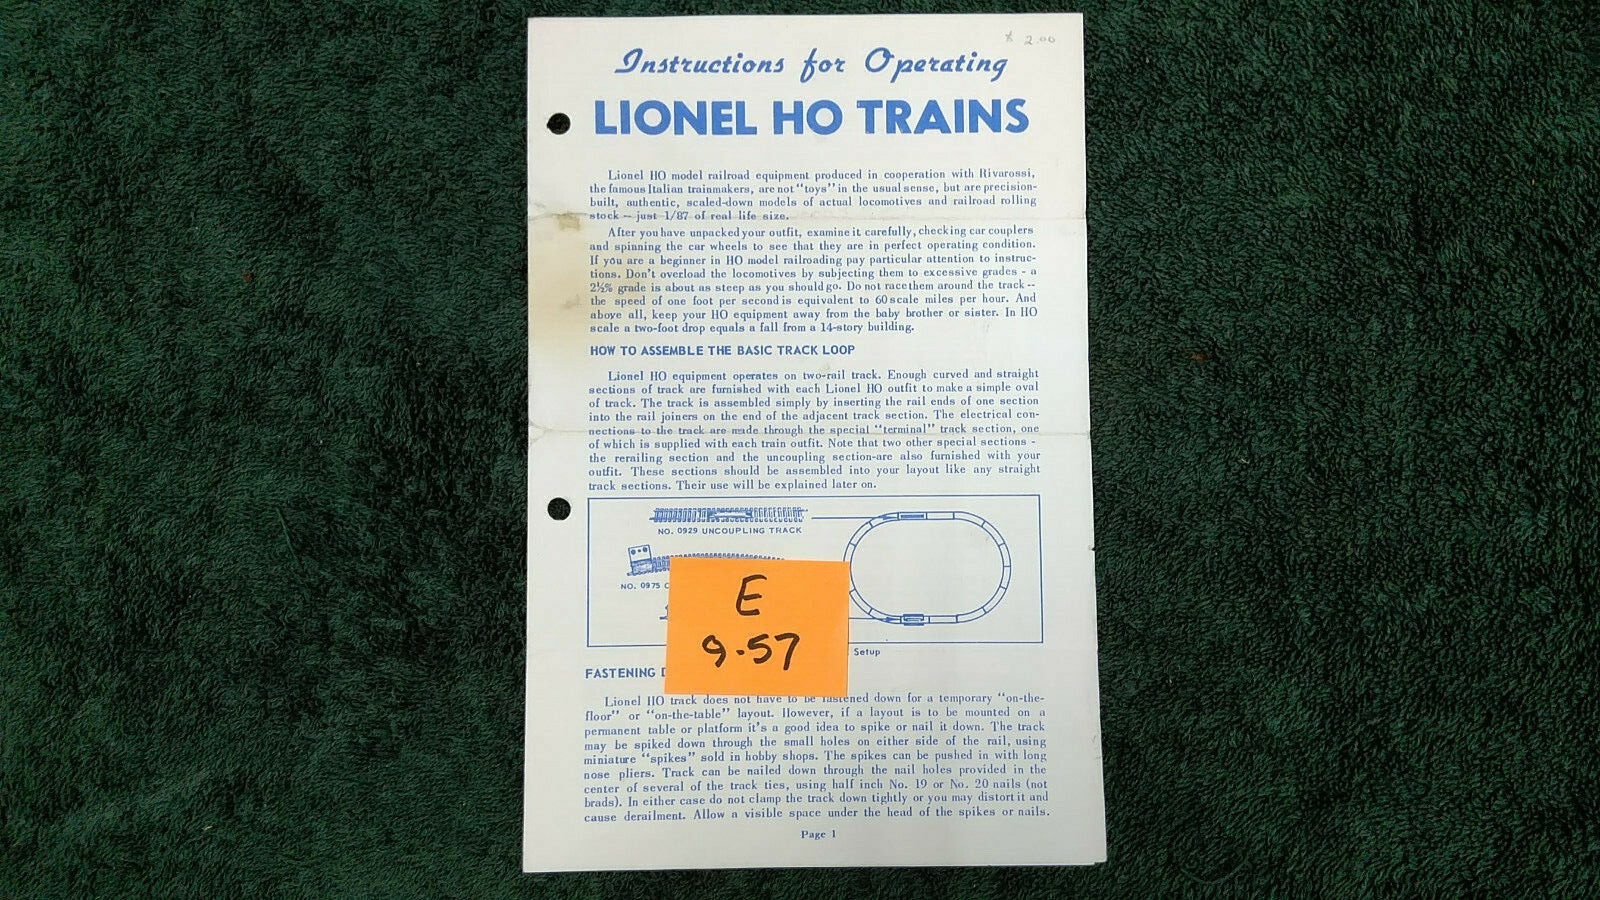 $ 2.00
Instructions for Operating
LIONEL HO TRAINS
Lionel HO model railroad equipment produced in cooperation with Rivarossi,
the famous Italian trainmakers, are not "toys" in the usual sense, but are precision-
built, authentic, scaled-down models of actual locomotives and railroad rolling
stock -- just 1/87 of real life size.
After you have unpacked your outfit, examine it carefully, checking car couplers
and spinning the car wheels to see that they are in perfect operating condition.
If you are a beginner in HO model railroading pay particular attention to instruc-
tions. Don't overload the locomotives by subjecting them to excessive grades - a
2½% grade is about as steep as you should go. Do not race them around the track --
the speed of one foot per second is equivalent to 60 scale miles per hour. And
above all, keep your HO equipment away from the baby brother or sister. In HO
scale a two-foot drop equals a fall from a 14-story building.
HOW TO ASSEMBLE THE BASIC TRACK LOOP
Lionel HO equipment operates on two-rail track. Enough curved and straight
sections of track are furnished with each Lionel HO outfit to make a simple oval
of track. The track is assembled simply by inserting the rail ends of one section
into the rail joiners on the end of the adjacent track section. The electrical con-
nections to the track are made through the special "terminal" track section, one
of which is supplied with each train outfit. Note that two other special sections -
the rerailing section and the uncoupling section-are also furnished with your
outfit. These sections should be assembled into your layout like any straight
track sections. Their use will be explained later on.
NO. 0929 UNCOUPLING TRACK
NO. 0975
E
9-57
Setup
FASTENING
Lionel HO track does not have to be fastened down for a temporary "on-the-
floor" or "on-the-table" layout. However, if a layout is to be mounted on a
permanent table or platform it's a good idea to spike or nail it down. The track
may be spiked down through the small holes on either side of the rail, using
miniature "spikes" sold in hobby shops. The spikes can be pushed in with long
nose pliers. Track can be nailed down through the nail holes provided in the
center of several of the track ties, using half inch No. 19 or No. 20 nails (not
brads). In either case do not clamp the track down tightly or you may distort it and
cause derailment. Allow a visible space under the head of the spikes or nails.
Page 1